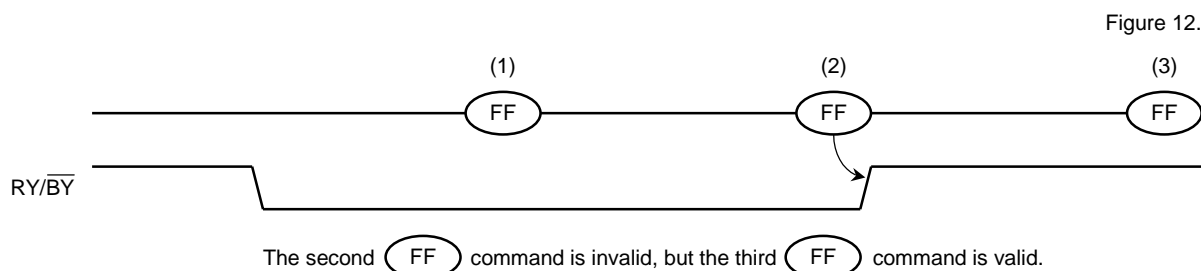 Figure 12.
(1) (2) (3)
FF FF FF
RY/B̅Y̅
The second FF command is invalid, but the third FF command is valid.